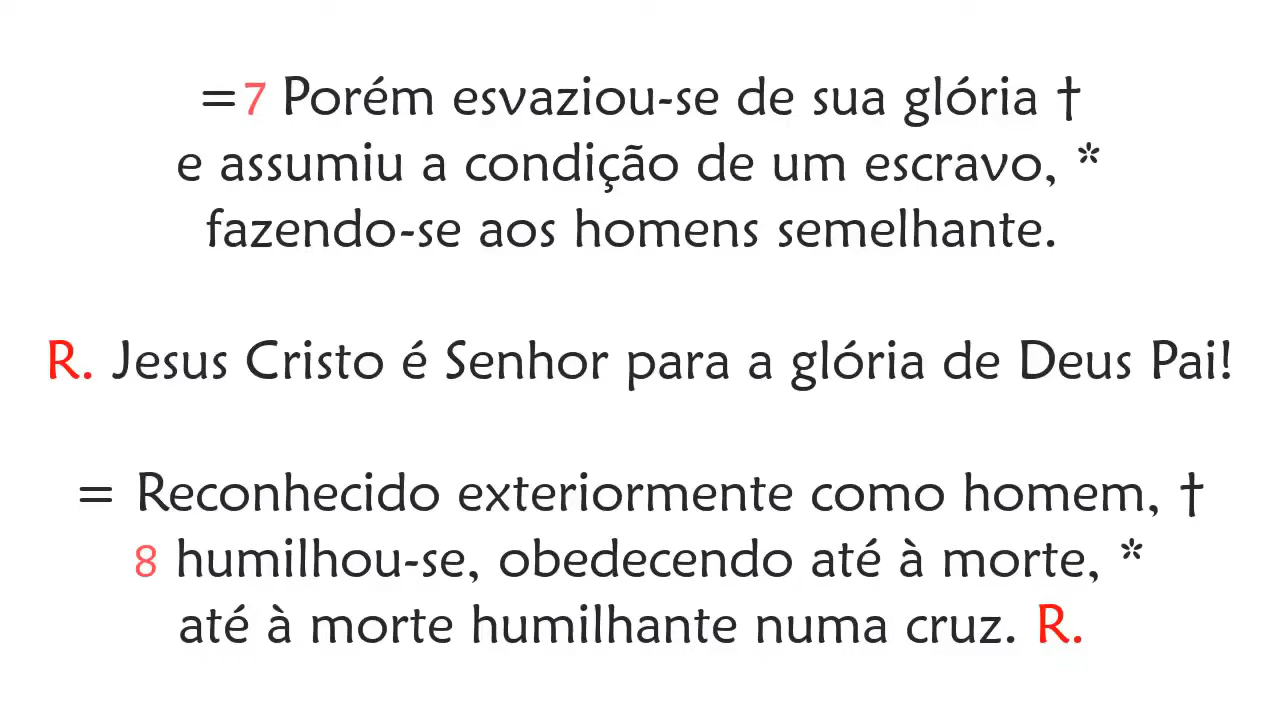 =7 Porém esvaziou-se de sua glória †
e assumiu a condição de um escravo, *
fazendo-se aos homens semelhante.
R. Jesus Cristo é Senhor para a glória de Deus Pai!
= Reconhecido exteriormente como homem, †
8 humilhou-se, obedecendo até à morte, *
até à morte humilhante numa cruz. R.